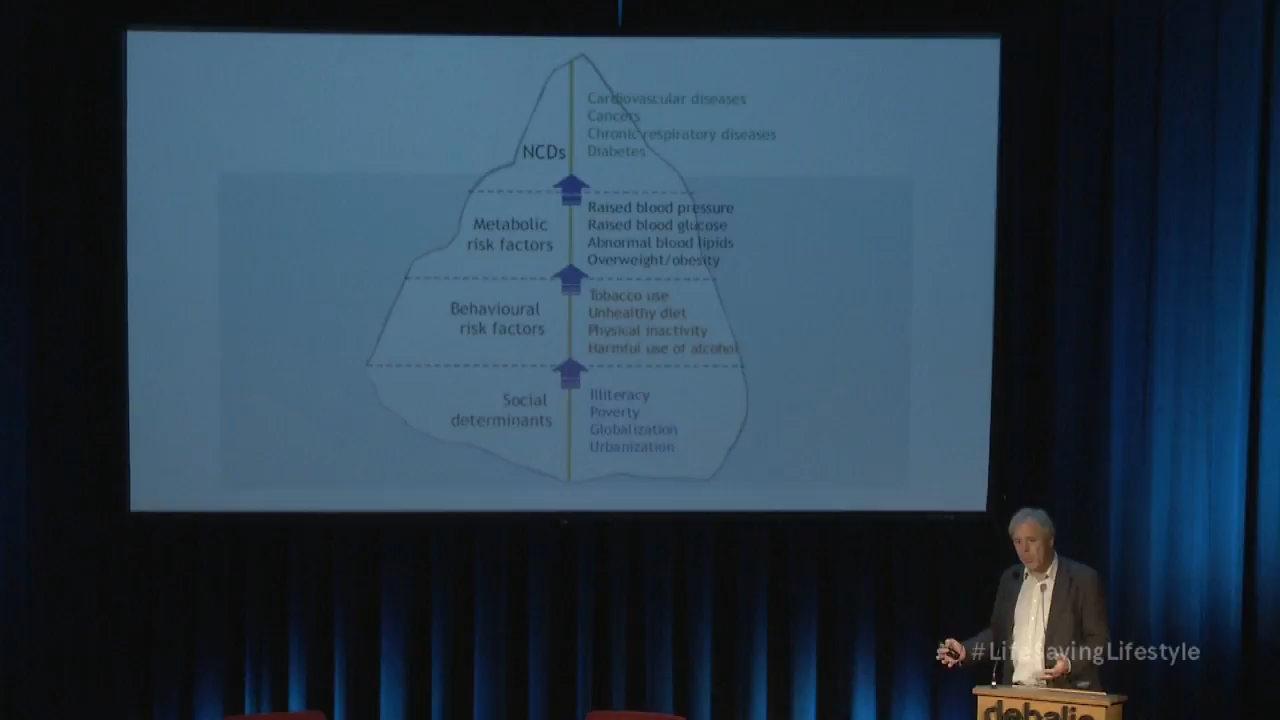 Cardiovascular diseases
Cancers
Chronic respiratory diseases
NCDs
Diabetes
Metabolic
risk factors
Raised blood pressure
Raised blood glucose
Abnormal blood lipids
Overweight/obesity
Behavioural
risk factors
Tobacco use
Unhealthy diet
Physical inactivity
Harmful use of alcohol
Social
determinants
Illiteracy
Poverty
Globalization
Urbanization
#LifeSavingLifestyle
debalie